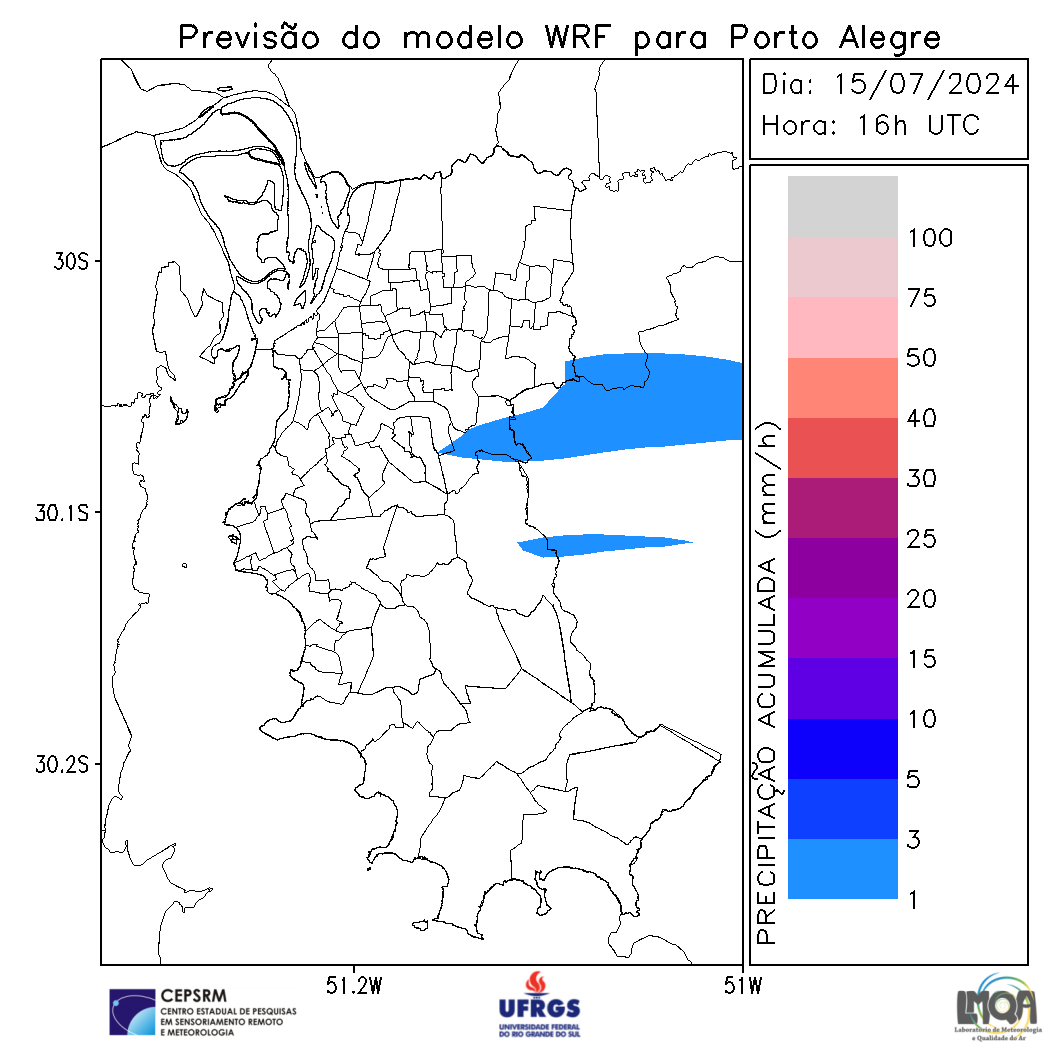 Previsão do modelo WRF para Porto Alegre
Dia: 15/07/2024
Hora: 16h UTC
30S
30.1S
30.2S
51.2W
51W
PRECIPITAÇÃO ACUMULADA (mm/h)
100
75
50
40
30
25
20
15
10
5
3
1
CEPSRM
CENTRO ESTADUAL DE PESQUISAS
EM SENSORIAMENTO REMOTO
E METEOROLOGIA
UFRGS
UNIVERSIDADE FEDERAL
DO RIO GRANDE DO SUL
LMQA
Laboratório de Meteorologia
e Qualidade do Ar